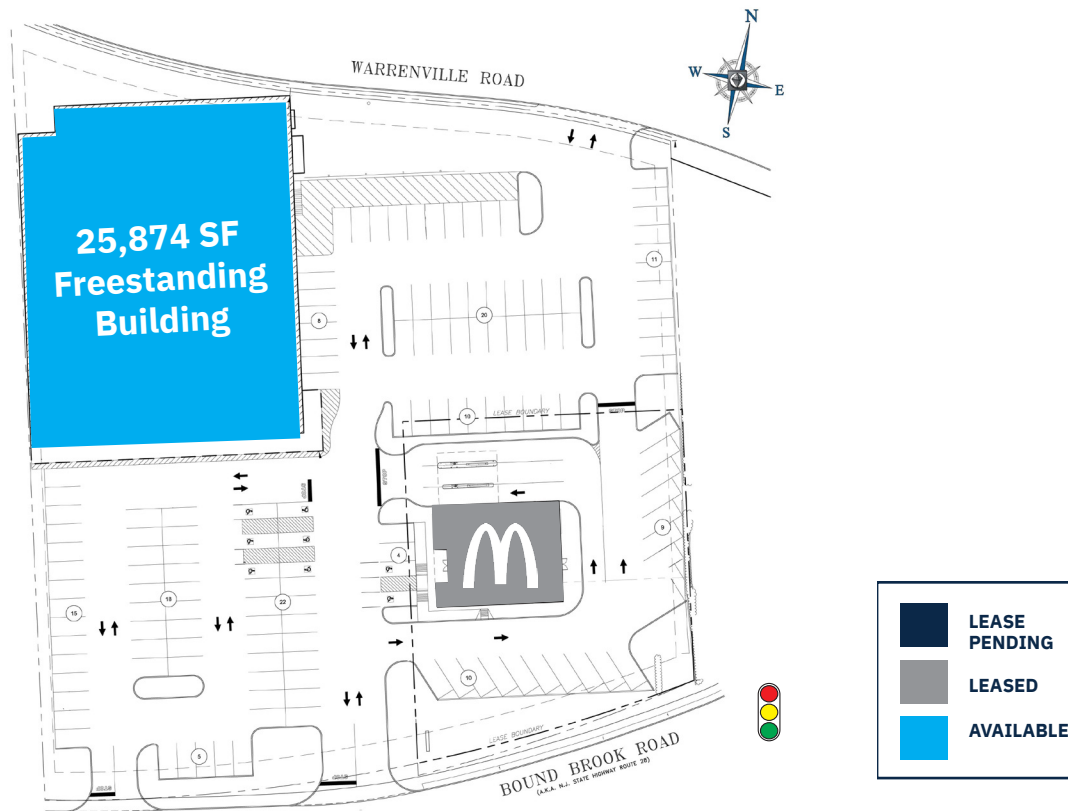 WARRENVILLE ROAD
N
W
E
S
25,874 SF
Freestanding
Building
11
8
20
LEASE BOUNDARY
10
4
9
15
18
22
10
5
LEASE BOUNDARY
BOUND BROOK ROAD
(A.K.A. N.J. STATE HIGHWAY ROUTE 28)
LEASE
PENDING
LEASED
AVAILABLE